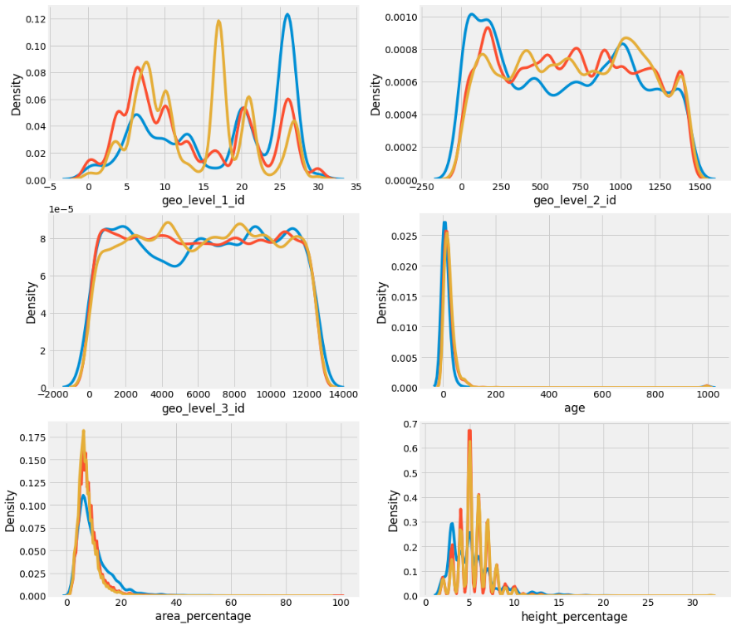 0.12
0.10
0.08
0.06
0.04
0.02
0.00
Density
−5 0 5 10 15 20 25 30 35
geo_level_1_id
0.0010
0.0008
0.0006
0.0004
0.0002
0.0000
Density
−250 0 250 500 750 1000 1250 1500
geo_level_2_id
1e−5
8
6
4
2
0
Density
−2000 0 2000 4000 6000 8000 10000 12000 14000
geo_level_3_id
0.025
0.020
0.015
0.010
0.005
0.000
Density
0 200 400 600 800 1000
age
0.175
0.150
0.125
0.100
0.075
0.050
0.025
0.000
Density
0 20 40 60 80 100
area_percentage
0.7
0.6
0.5
0.4
0.3
0.2
0.1
0.0
Density
0 5 10 15 20 25 30
height_percentage